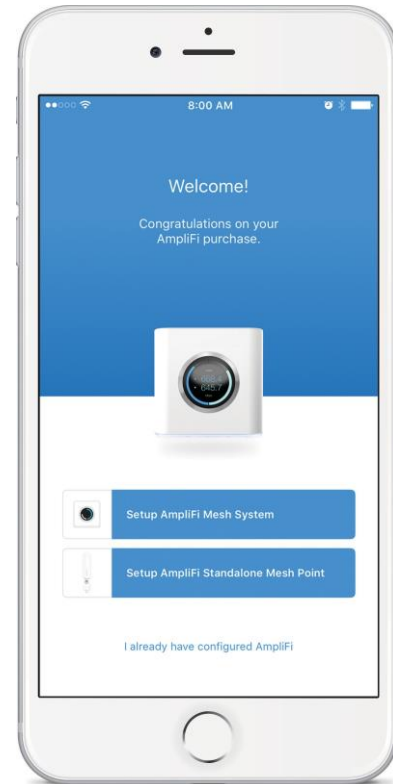 8:00 AM
Welcome!
Congratulations on your
AmpliFi purchase.
Setup AmpliFi Mesh System
Setup AmpliFi Standalone Mesh Point
I already have configured AmpliFi